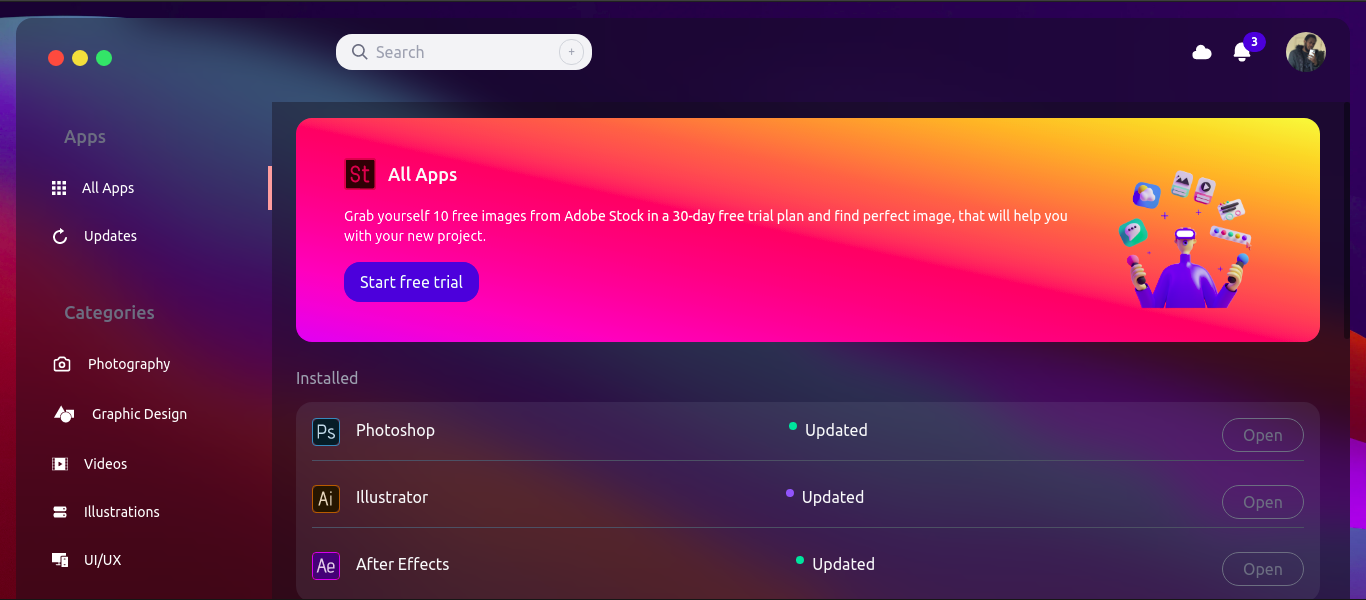 Search
+
3
Apps
All Apps
Updates
Categories
Photography
Graphic Design
Videos
Illustrations
UI/UX
St All Apps
Grab yourself 10 free images from Adobe Stock in a 30-day free trial plan and find perfect image, that will help you
with your new project.
Start free trial
Installed
Ps Photoshop Updated Open
Ai Illustrator Updated Open
Ae After Effects Updated Open